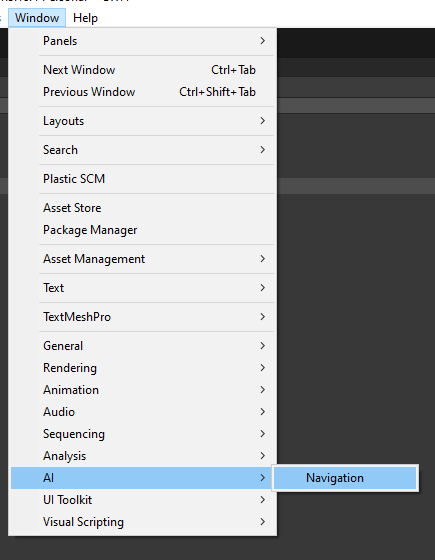 Window Help
Panels
Next Window Ctrl+Tab
Previous Window Ctrl+Shift+Tab
Layouts
Search
Plastic SCM
Asset Store
Package Manager
Asset Management
Text
TextMeshPro
General
Rendering
Animation
Audio
Sequencing
Analysis
AI Navigation
UI Toolkit
Visual Scripting